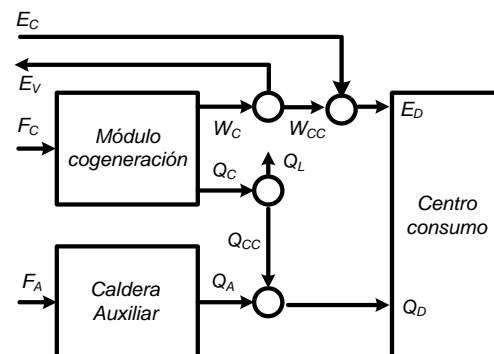 E_C
E_V
F_C
Módulo
cogeneración
W_C
W_CC
E_D
Q_C
Q_L
Centro
consumo
Q_CC
F_A
Caldera
Auxiliar
Q_A
Q_D